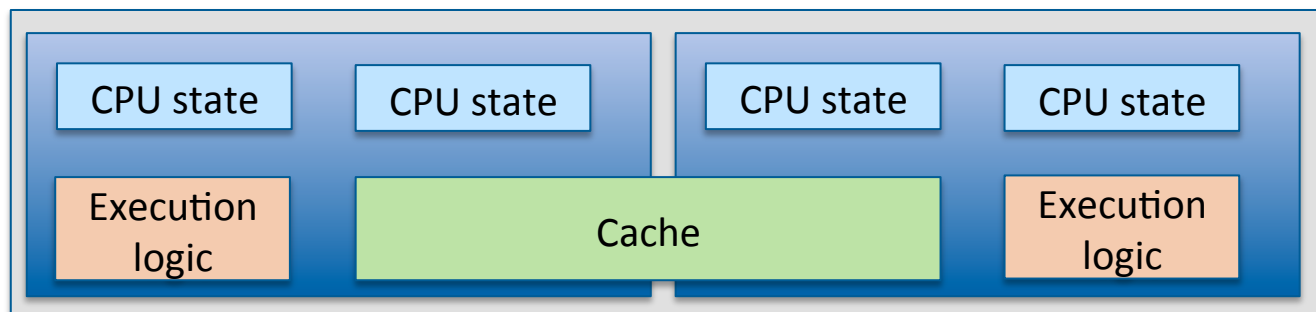 CPU state
CPU state
CPU state
CPU state
Execution
logic
Cache
Execution
logic